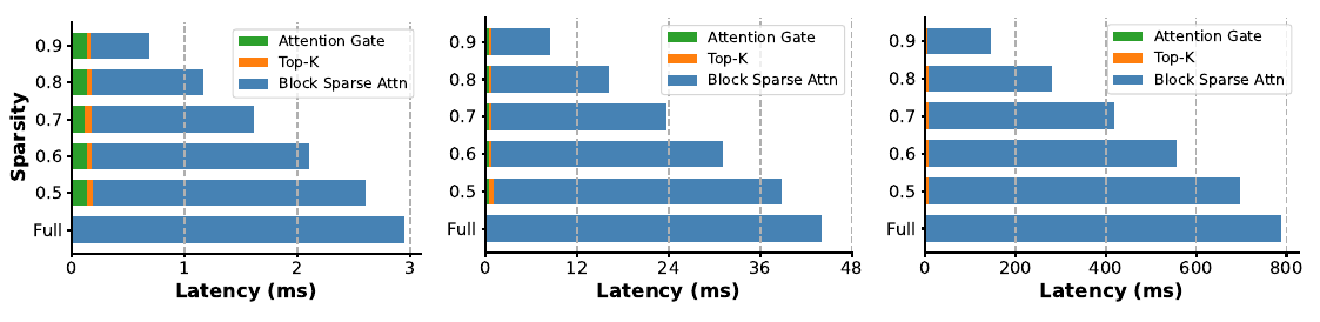 Sparsity
0.9
0.8
0.7
0.6
0.5
Full
Attention Gate
Top-K
Block Sparse Attn
0 1 2 3
Latency (ms)
0.9
0.8
0.7
0.6
0.5
Full
Attention Gate
Top-K
Block Sparse Attn
0 12 24 36 48
Latency (ms)
0.9
0.8
0.7
0.6
0.5
Full
Attention Gate
Top-K
Block Sparse Attn
0 200 400 600 800
Latency (ms)